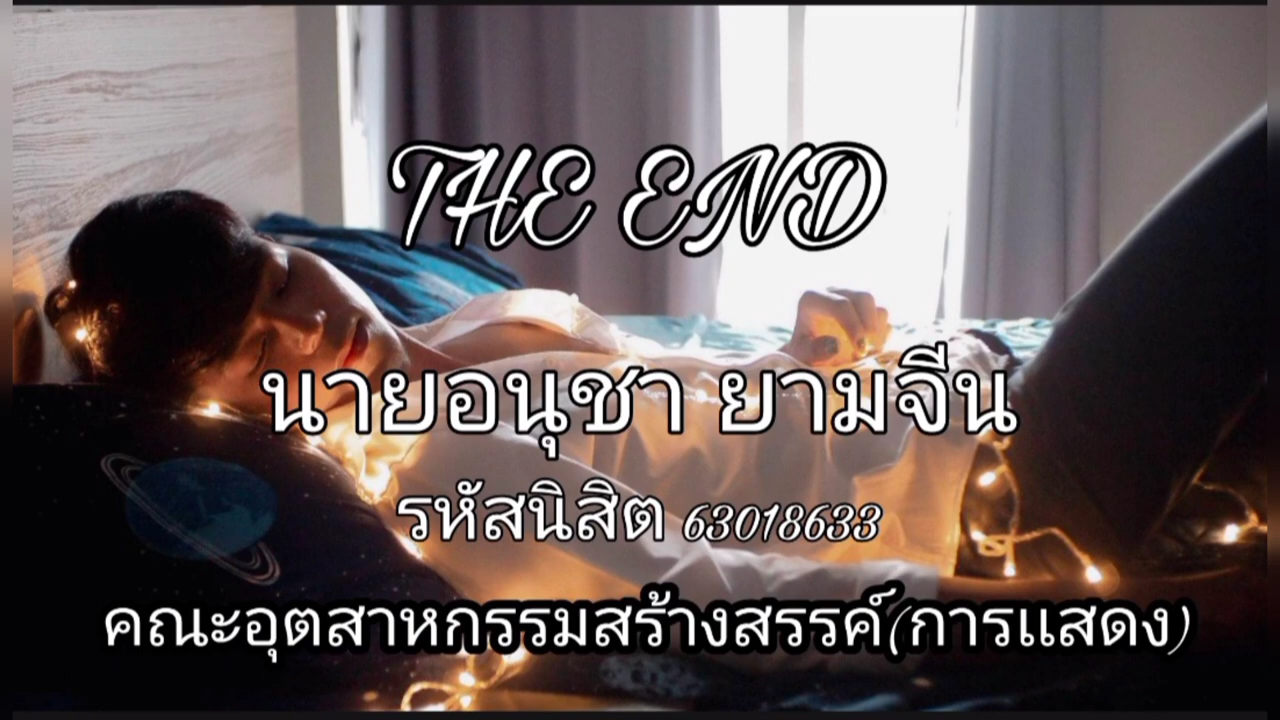 THE END
นายอนุชา ยามจีน
รหัสนิสิต 63018633
คณะอุตสาหกรรมสร้างสรรค์(การแสดง)